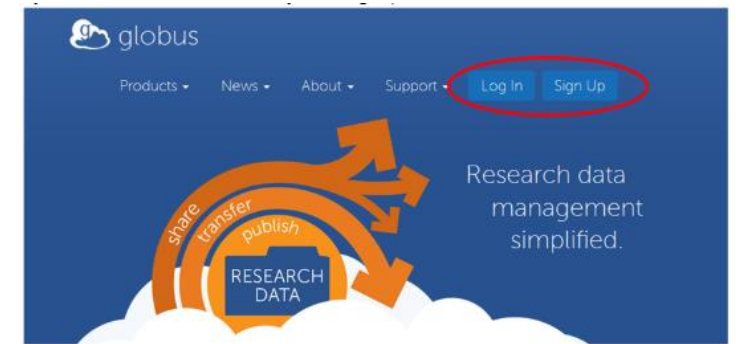 globus
Products
News
About
Support
Log In
Sign Up
Research data
management
simplified.
share
transfer
publish
RESEARCH
DATA